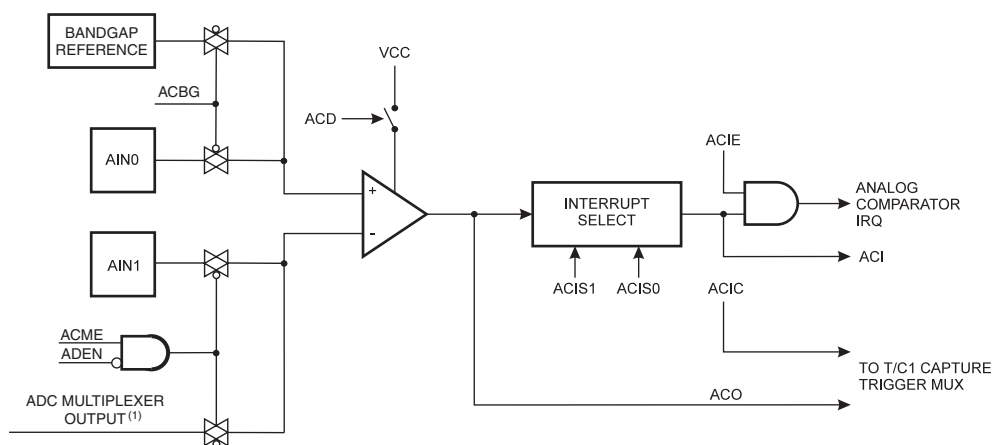 BANDGAP
REFERENCE
VCC
ACBG
ACD
AIN0
ACIE
+
INTERRUPT
SELECT
ANALOG
COMPARATOR
IRQ
-
AIN1
ACI
ACIS1 ACIS0 ACIC
ACME
ADEN
TO T/C1 CAPTURE
TRIGGER MUX
ADC MULTIPLEXER
OUTPUT (1)
ACO